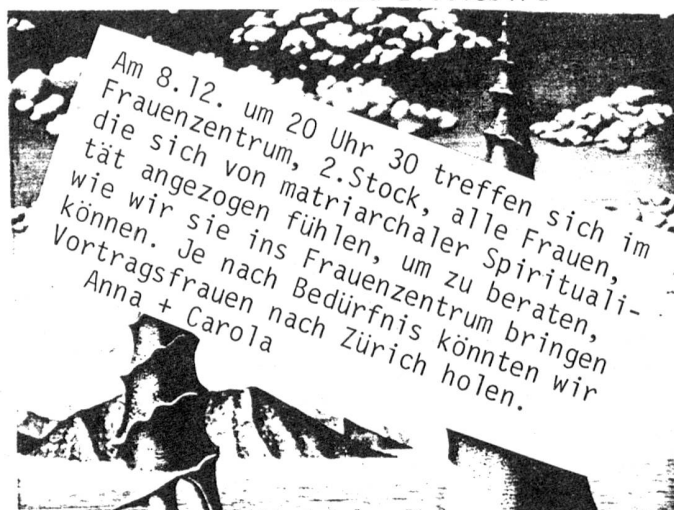 Am 8.12. um 20 Uhr 30 treffen sich im
Frauenzentrum, 2.Stock, alle Frauen,
die sich von matriarchaler Spirituali-
tät angezogen fühlen, um zu beraten,
wie wir sie ins Frauenzentrum bringen
können. Je nach Bedürfnis könnten wir
Vortragsfrauen nach Zürich holen.
Anna + Carola